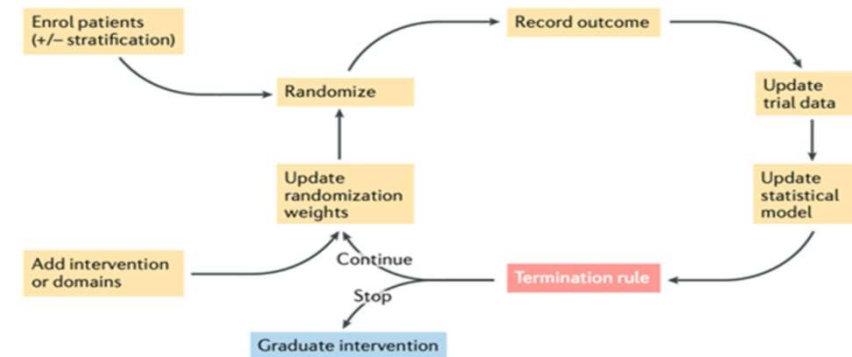 Enrol patients
(+/– stratification)
Record outcome
Randomize
Update
trial data
Update
randomization
weights
Update
statistical
model
Add intervention
or domains
Continue
Termination rule
Stop
Graduate intervention